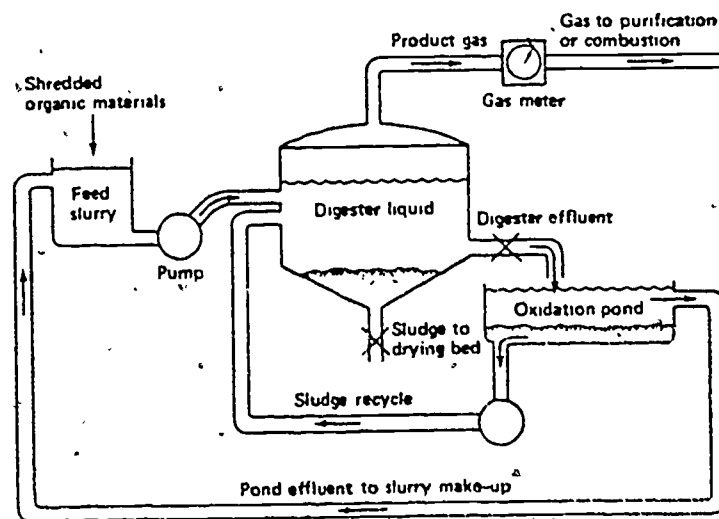 Gas to purification
or combustion
Product gas
Gas meter
Shredded
organic materials
Feed
slurry
Pump
Digester liquid
Digester effluent
Oxidation pond
Sludge to
drying bed
Sludge recycle
Pond effluent to slurry make-up